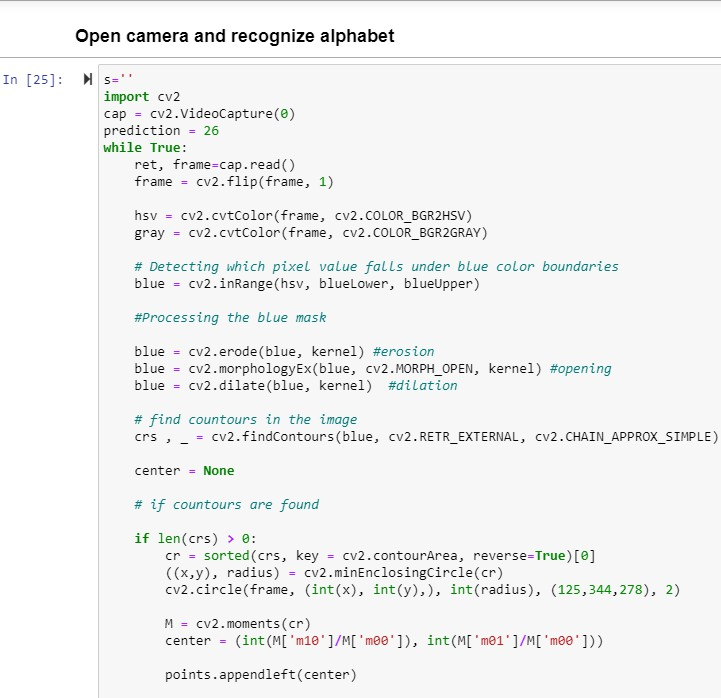 Open camera and recognize alphabet
In [25]:
s=''
import cv2
cap = cv2.VideoCapture(0)
prediction = 26
while True:
    ret, frame=cap.read()
    frame = cv2.flip(frame, 1)

    hsv = cv2.cvtColor(frame, cv2.COLOR_BGR2HSV)
    gray = cv2.cvtColor(frame, cv2.COLOR_BGR2GRAY)

    # Detecting which pixel value falls under blue color boundaries
    blue = cv2.inRange(hsv, blueLower, blueUpper)

    #Processing the blue mask

    blue = cv2.erode(blue, kernel) #erosion
    blue = cv2.morphologyEx(blue, cv2.MORPH_OPEN, kernel) #opening
    blue = cv2.dilate(blue, kernel)  #dilation

    # find countours in the image
    crs , _ = cv2.findContours(blue, cv2.RETR_EXTERNAL, cv2.CHAIN_APPROX_SIMPLE)

    center = None

    # if countours are found

    if len(crs) > 0:
        cr = sorted(crs, key = cv2.contourArea, reverse=True)[0]
        ((x,y), radius) = cv2.minEnclosingCircle(cr)
        cv2.circle(frame, (int(x), int(y),), int(radius), (125,344,278), 2)

        M = cv2.moments(cr)
        center = (int(M['m10']/M['m00']), int(M['m01']/M['m00']))

        points.appendleft(center)